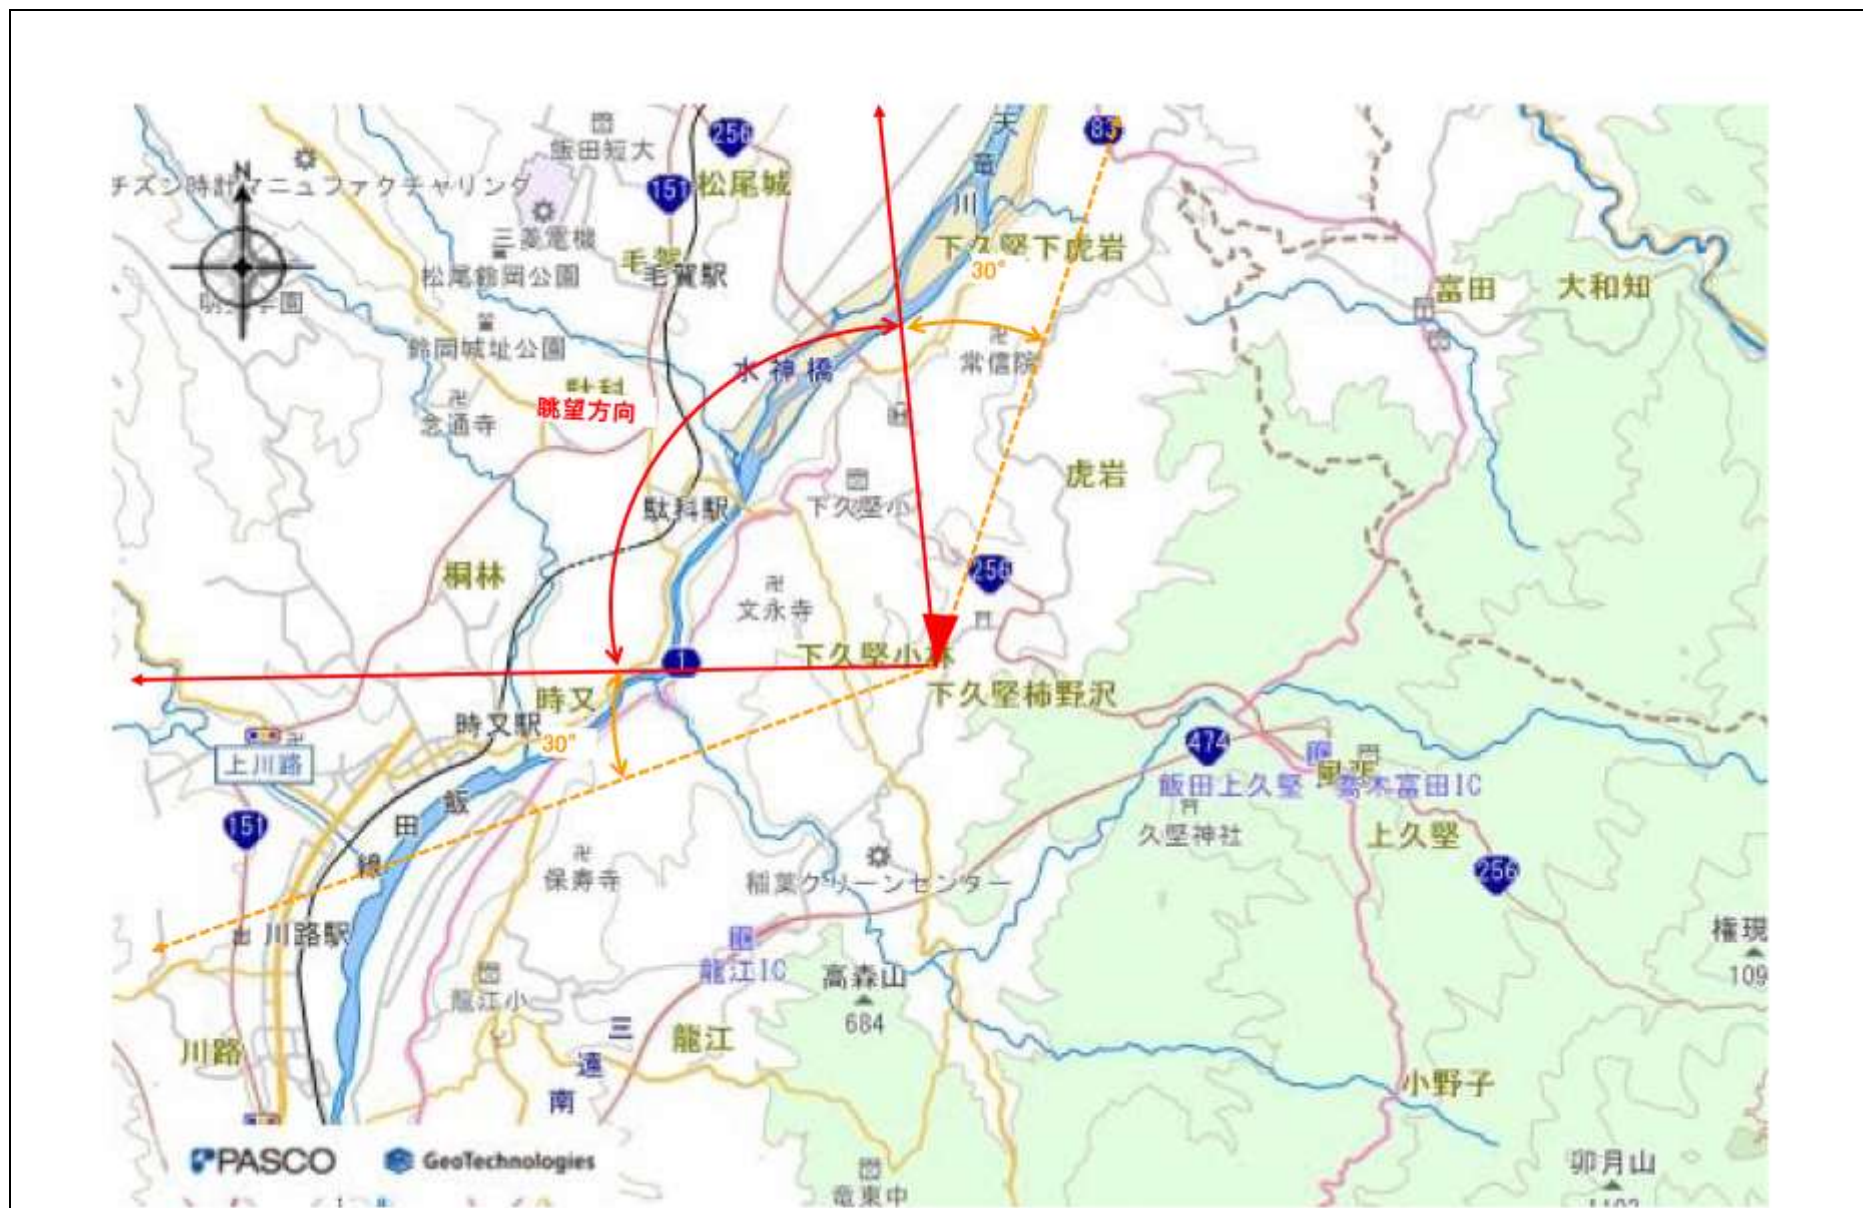 256
飯田短大
天
83
N
チズン時計マニュファクチャリング
151
松尾城
竜
川
三菱電機
下久堅下虎岩
毛賀
毛賀駅
松尾鈴岡公園
30°
富田
大和知
鈴岡城址公園
水神橋
常信院
駄科
眺望方向
念通寺
虎岩
駄科駅
下久堅小
桐林
256
文永寺
下久堅小林
1
時又
下久堅柿野沢
時又駅
30°
474
上川路
飯田上久堅・喬木富田IC
飯
田
線
151
久堅神社
上久堅
保寿寺
稲葉クリーンセンター
256
川路駅
権現
109
龍江IC
高森山
684
龍江小
三
遠
南
龍江
川路
小野子
PASCO
GeoTechnologies
卯月山
竜東中